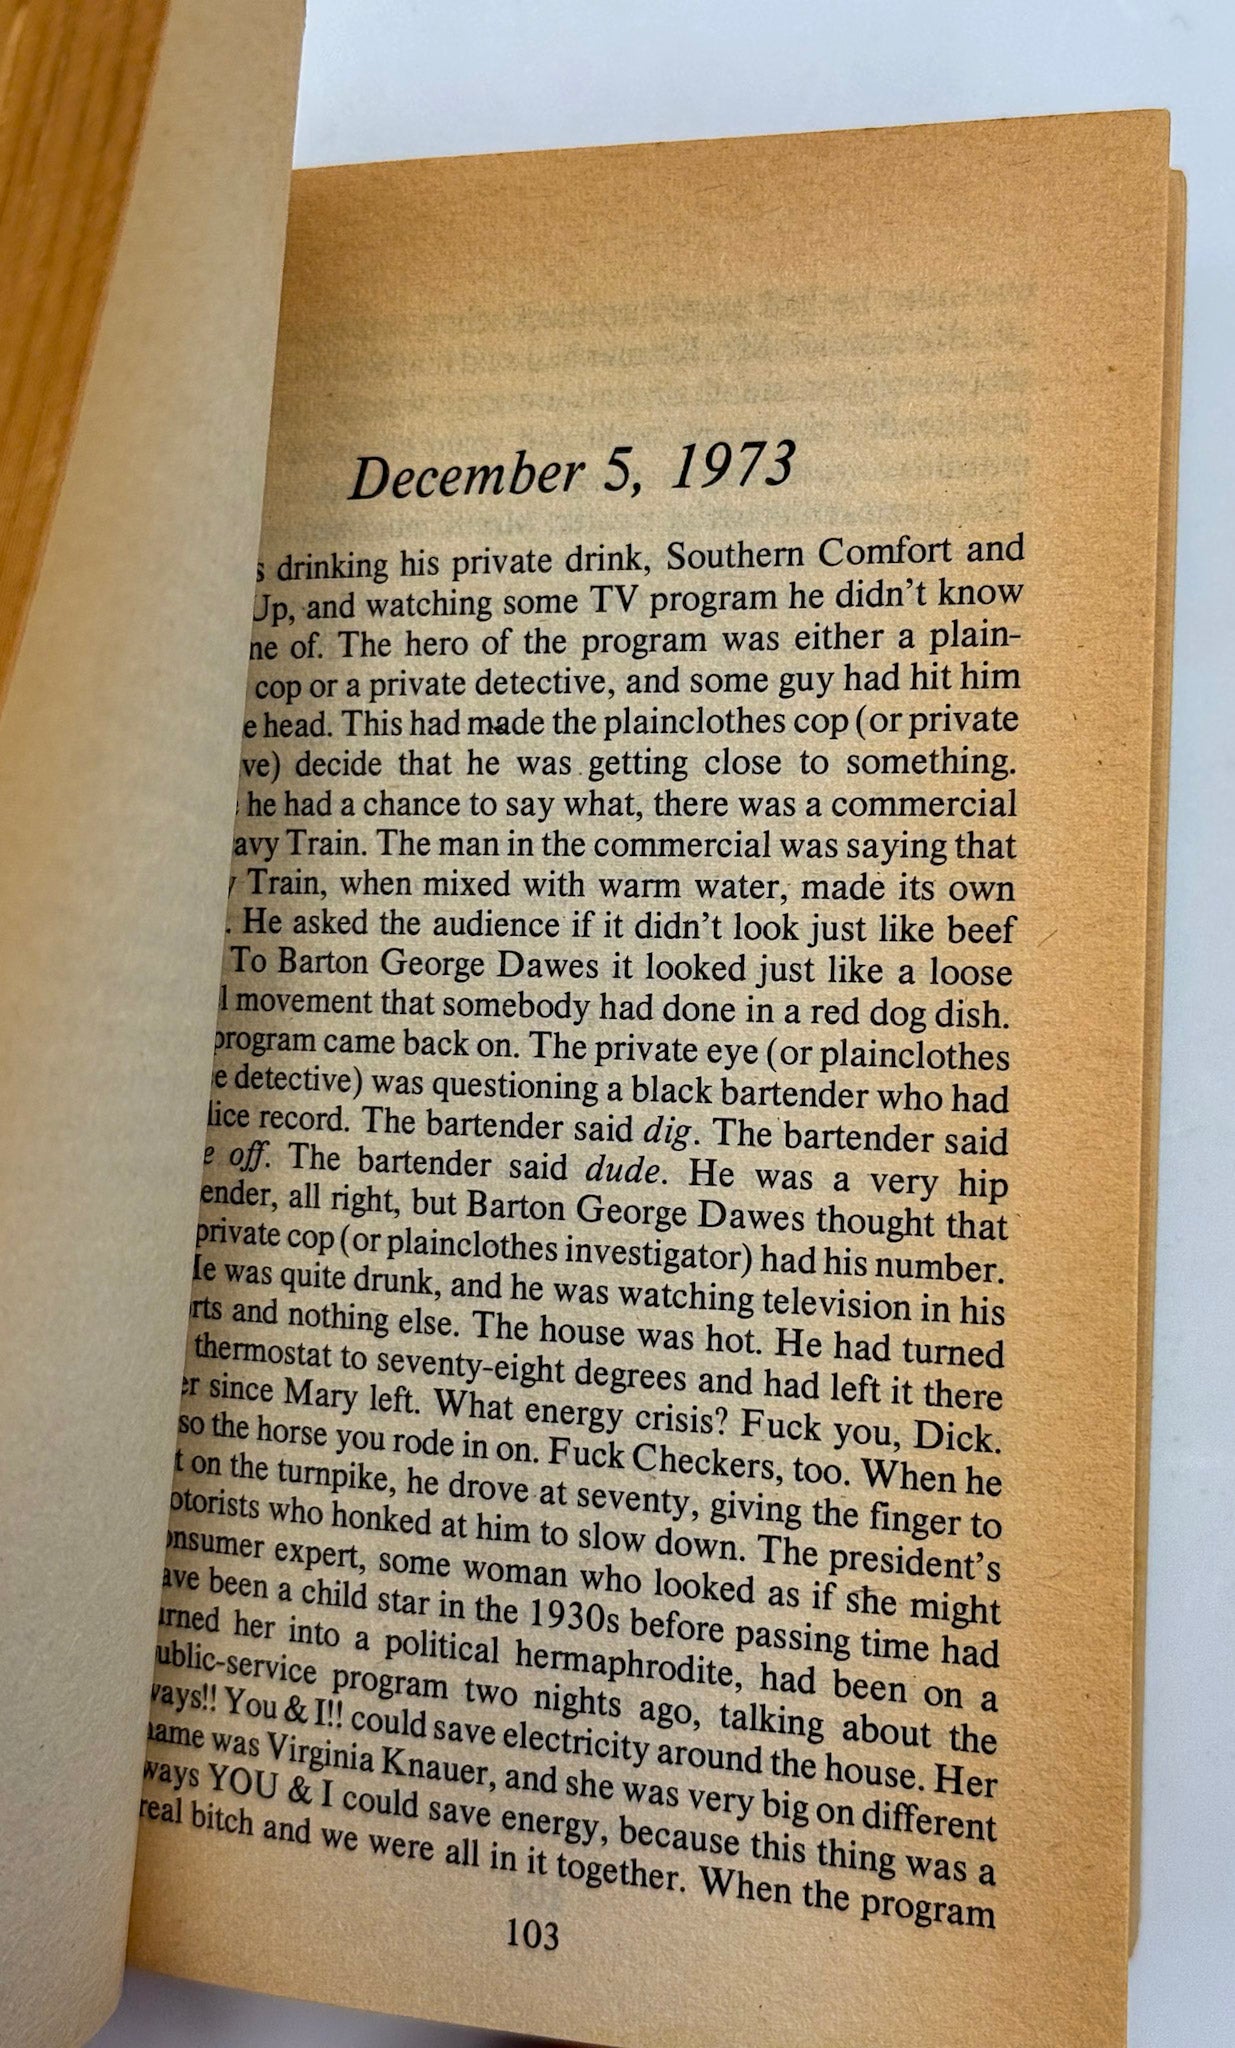 December 5, 1973
drinking his private drink, Southern Comfort and
Up, and watching some TV program he didn't know
of. The hero of the program was either a plain-
cop or a private detective, and some guy had hit him
head. This had made the plainclothes cop (or private
decide that he was getting close to something.
he had a chance to say what, there was a commercial
Train. The man in the commercial was saying that
Train, when mixed with warm water, made its own
He asked the audience if it didn't look just like beef
To Barton George Dawes it looked just like a loose
movement that somebody had done in a red dog dish.
program came back on. The private eye (or plainclothes
detective) was questioning a black bartender who had
record. The bartender said dig. The bartender said
off. The bartender said dude. He was a very hip
all right, but Barton George Dawes thought that
private cop (or plainclothes investigator) had his number.
He was quite drunk, and he was watching television in his
and nothing else. The house was hot. He had turned
thermostat to seventy-eight degrees and had left it there
since Mary left. What energy crisis? Fuck you, Dick.
so the horse you rode in on. Fuck Checkers, too. When he
on the turnpike, he drove at seventy, giving the finger to
who honked at him to slow down. The president's
expert, some woman who looked as if she might
been a child star in the 1930s before passing time had
her into a political hermaphrodite, had been on a
program two nights ago, talking about the
ways!! You & I!! could save electricity around the house. Her
name was Virginia Knauer, and she was very big on different
ways YOU & I could save energy, because this thing was a
real bitch and we were all in it together. When the program
103